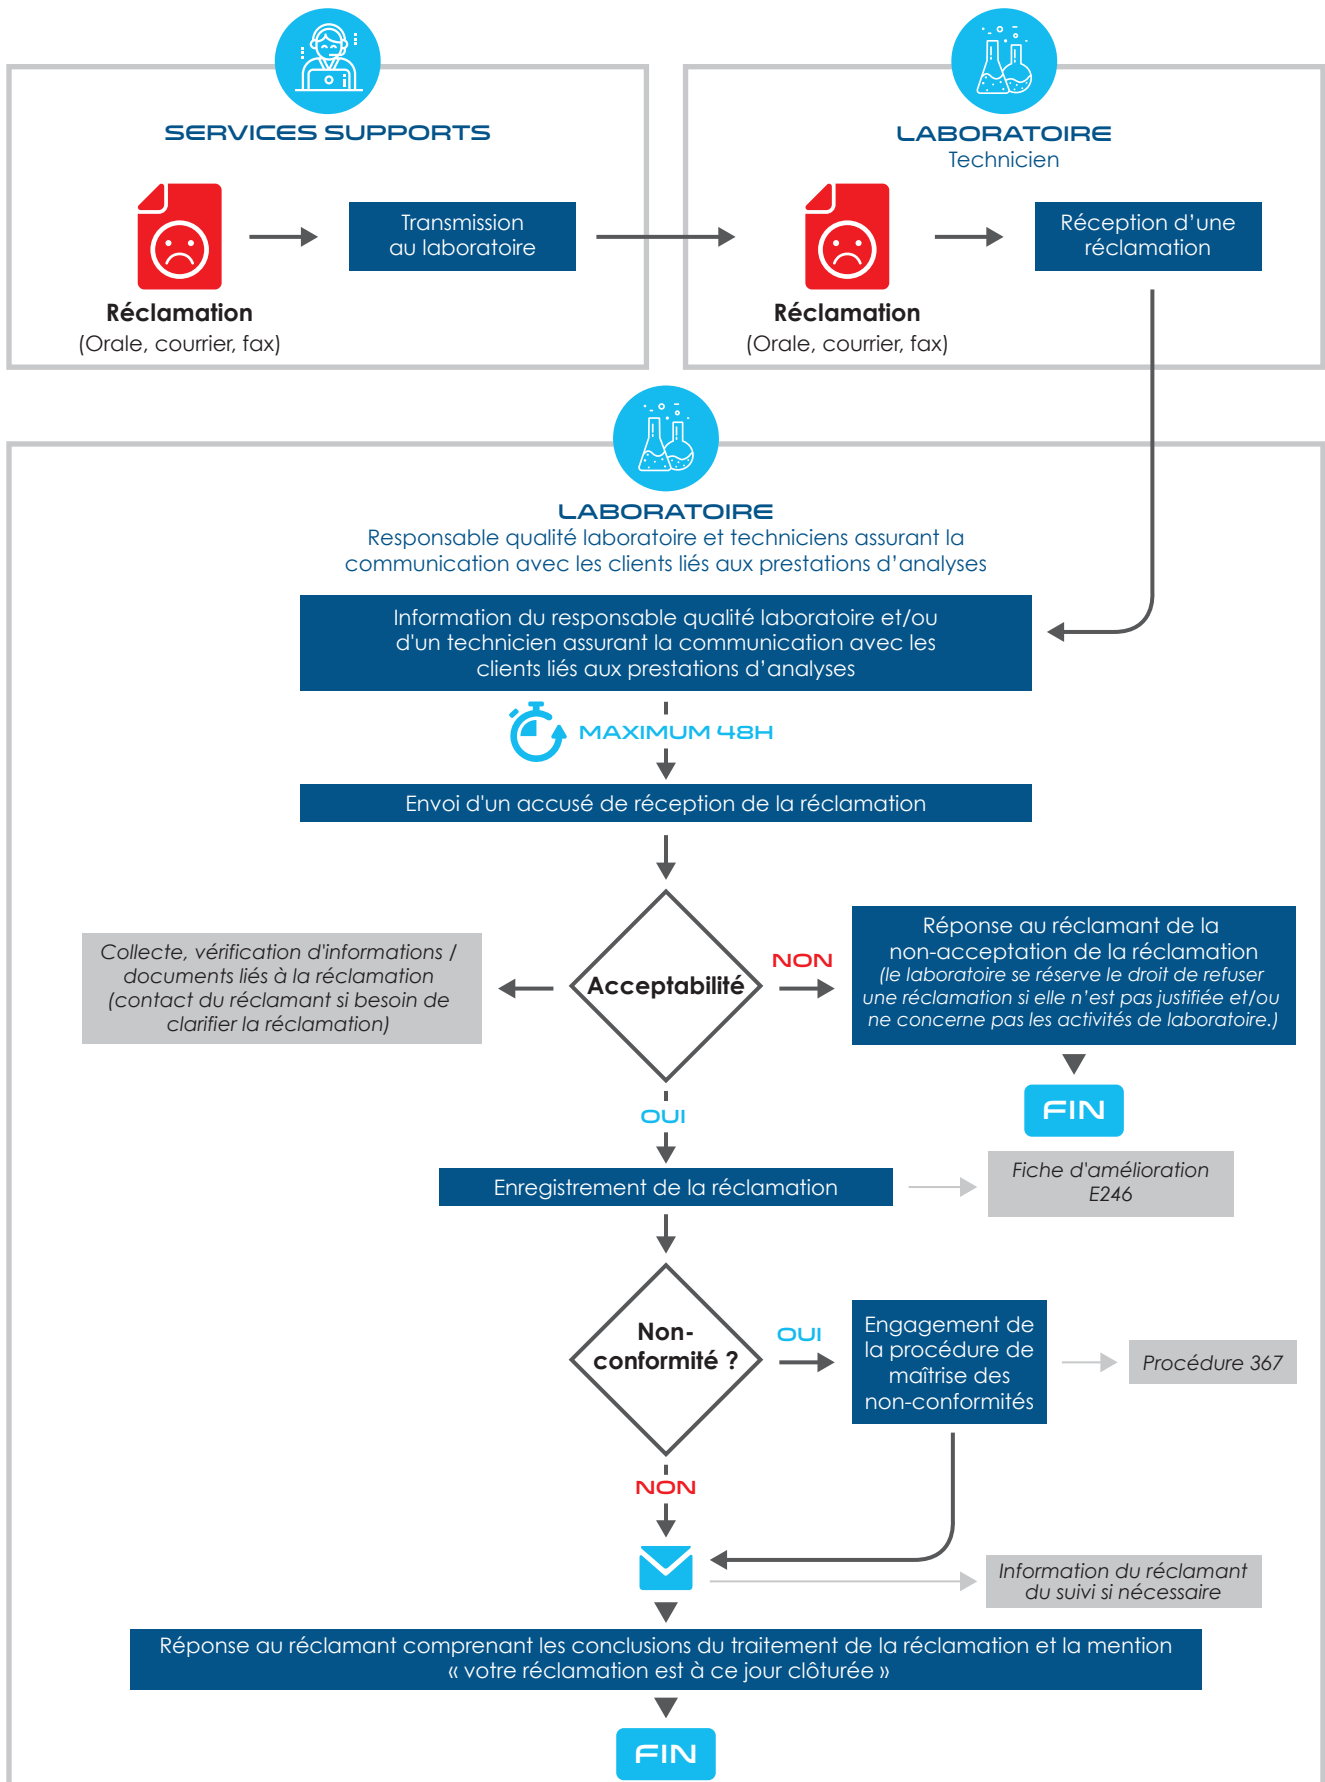 SERVICES SUPPORTS
Transmission
au laboratoire
Réclamation
(Orale, courrier, fax)
LABORATOIRE
Technicien
Réception d’une
réclamation
Réclamation
(Orale, courrier, fax)
LABORATOIRE
Responsable qualité laboratoire et techniciens assurant la
communication avec les clients liés aux prestations d’analyses
Information du responsable qualité laboratoire et/ou
d'un technicien assurant la communication avec les
clients liés aux prestations d’analyses
MAXIMUM 48H
Envoi d'un accusé de réception de la réclamation
Acceptabilité
Collecte, vérification d'informations /
documents liés à la réclamation
(contact du réclamant si besoin de
clarifier la réclamation)
NON
Réponse au réclamant de la
non-acceptation de la réclamation
(le laboratoire se réserve le droit de refuser
une réclamation si elle n’est pas justifiée et/ou
ne concerne pas les activités de laboratoire.)
FIN
OUI
Enregistrement de la réclamation
Fiche d'amélioration
E246
Non-
conformité ?
OUI
Engagement de
la procédure de
maîtrise des
non-conformités
Procédure 367
NON
Information du réclamant
du suivi si nécessaire
Réponse au réclamant comprenant les conclusions du traitement de la réclamation et la mention
« votre réclamation est à ce jour clôturée »
FIN